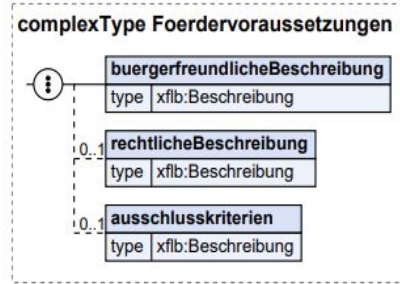 complexType Foerdervoraussetzungen
buergerfreundlicheBeschreibung
type xflb:Beschreibung
0..1 rechtlicheBeschreibung
type xflb:Beschreibung
0..1 ausschlusskriterien
type xflb:Beschreibung